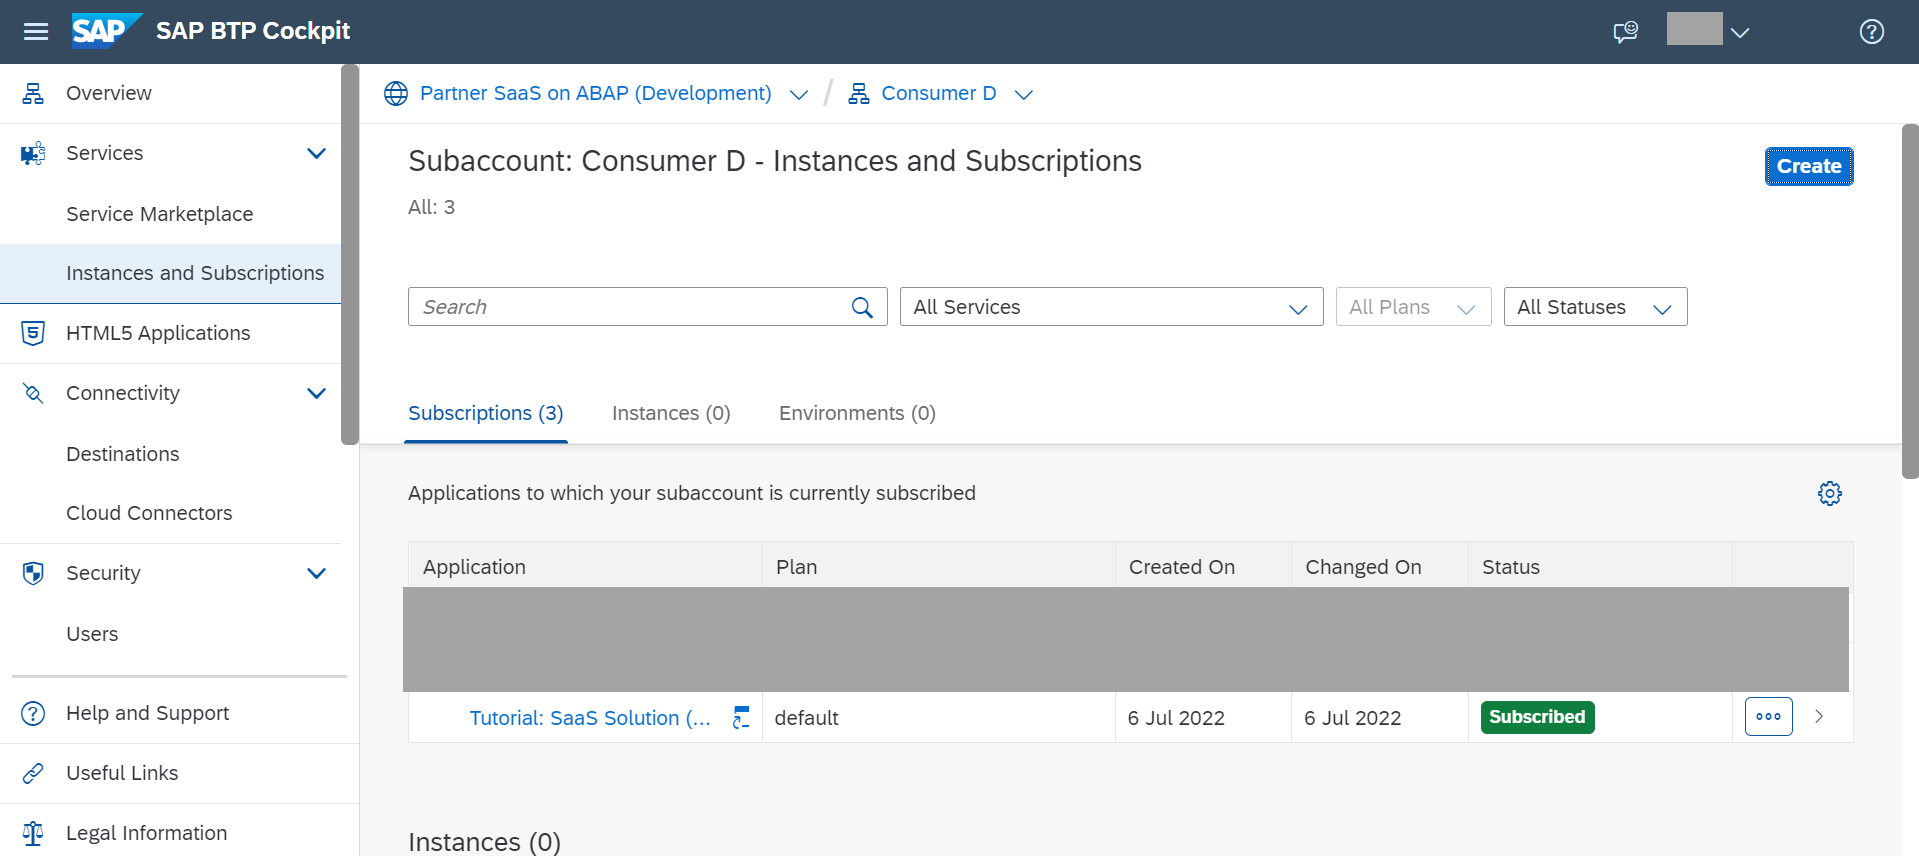 SAP SAP BTP Cockpit
Overview
Services
Service Marketplace
Instances and Subscriptions
HTML5 Applications
Connectivity
Destinations
Cloud Connectors
Security
Users
Help and Support
Useful Links
Legal Information
Partner SaaS on ABAP (Development) / Consumer D
Subaccount: Consumer D - Instances and Subscriptions
Create
All: 3
Search All Services All Plans All Statuses
Subscriptions (3) Instances (0) Environments (0)
Applications to which your subaccount is currently subscribed
Application Plan Created On Changed On Status
Tutorial: SaaS Solution (... default 6 Jul 2022 6 Jul 2022 Subscribed
Instances (0)